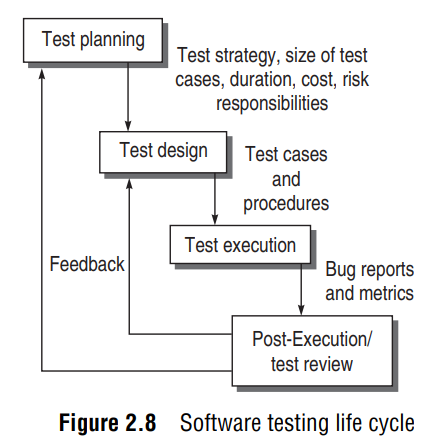 Test planning
Test strategy, size of test
cases, duration, cost, risk
responsibilities
Test design
Test cases
and
procedures
Test execution
Feedback
Bug reports
and metrics
Post-Execution/
test review
Figure 2.8 Software testing life cycle